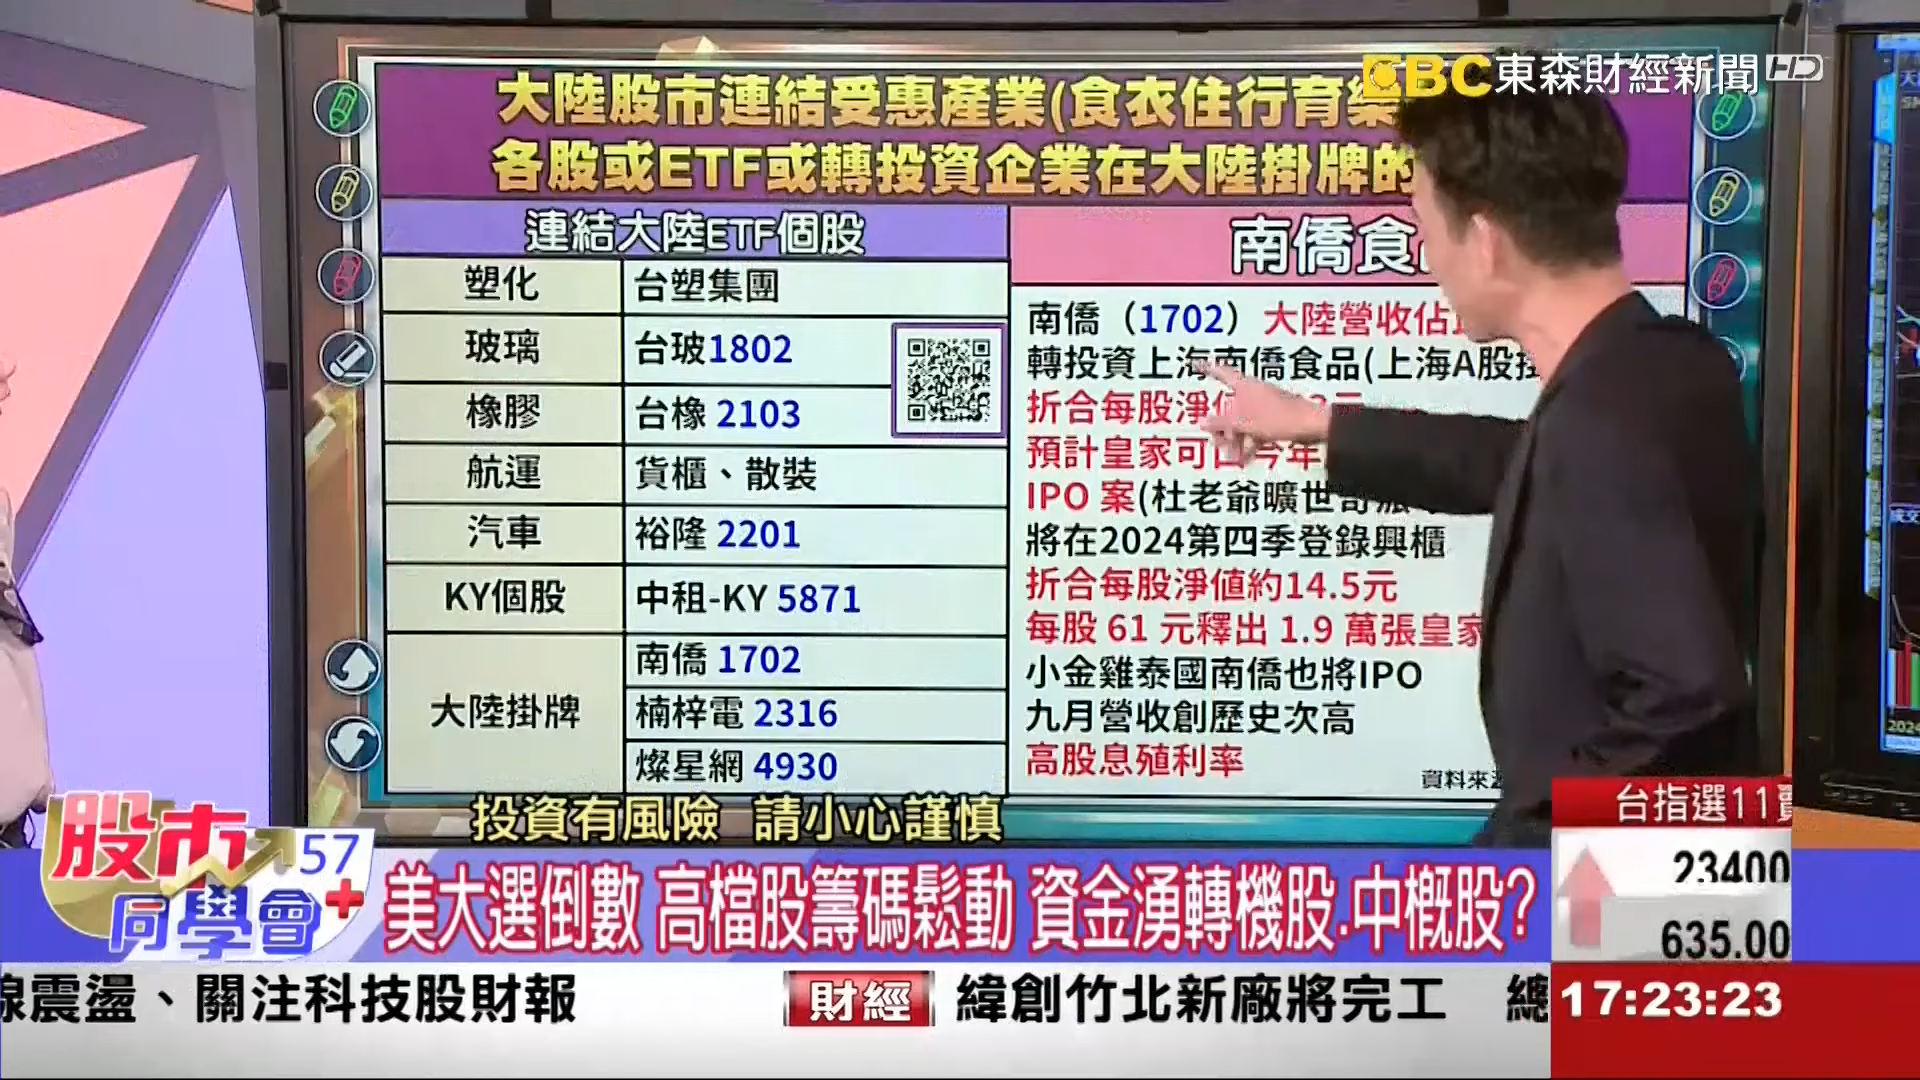 EBC 東森財經新聞 HD
大陸股市連結受惠產業(食衣住行育樂
各股或ETF或轉投資企業在大陸掛牌的
連結大陸ETF個股
塑化 台塑集團
玻璃 台玻1802
橡膠 台橡 2103
航運 貨櫃、散裝
汽車 裕隆 2201
KY個股 中租-KY 5871
大陸掛牌
南僑 1702
楠梓電 2316
燦星網 4930
南僑食
南僑（1702）大陸營收佔
轉投資上海南僑食品(上海A股掛
折合每股淨值
預計皇家可 今年
IPO 案(杜老爺曠世奇
將在2024第四季登錄興櫃
折合每股淨值約14.5元
每股 61 元釋出 1.9 萬張皇家
小金雞泰國南僑也將IPO
九月營收創歷史次高
高股息殖利率
資料來源
投資有風險 請小心謹慎
股市 57
同學會+
美大選倒數 高檔股籌碼鬆動 資金湧轉機股.中概股?
台指選11賣
23400
635.00
線震盪、關注科技股財報 財經 緯創竹北新廠將完工 總
17:23:23